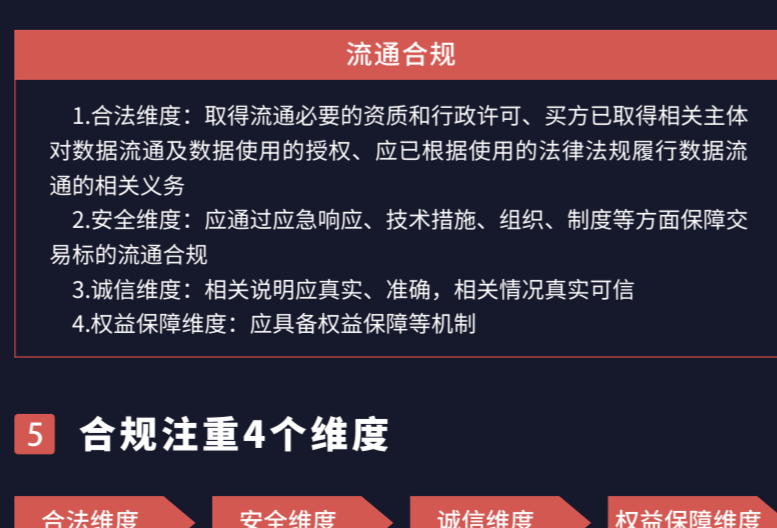 流通合规
1.合法维度：取得流通必要的资质和行政许可、买方已取得相关主体
对数据流通及数据使用的授权、应已根据使用的法律法规履行数据流
通的相关义务
2.安全维度：应通过应急响应、技术措施、组织、制度等方面保障交
易标的流通合规
3.诚信维度：相关说明应真实、准确，相关情况真实可信
4.权益保障维度：应具备权益保障等机制
5 合规注重4个维度
合法维度 安全维度 诚信维度 权益保障维度